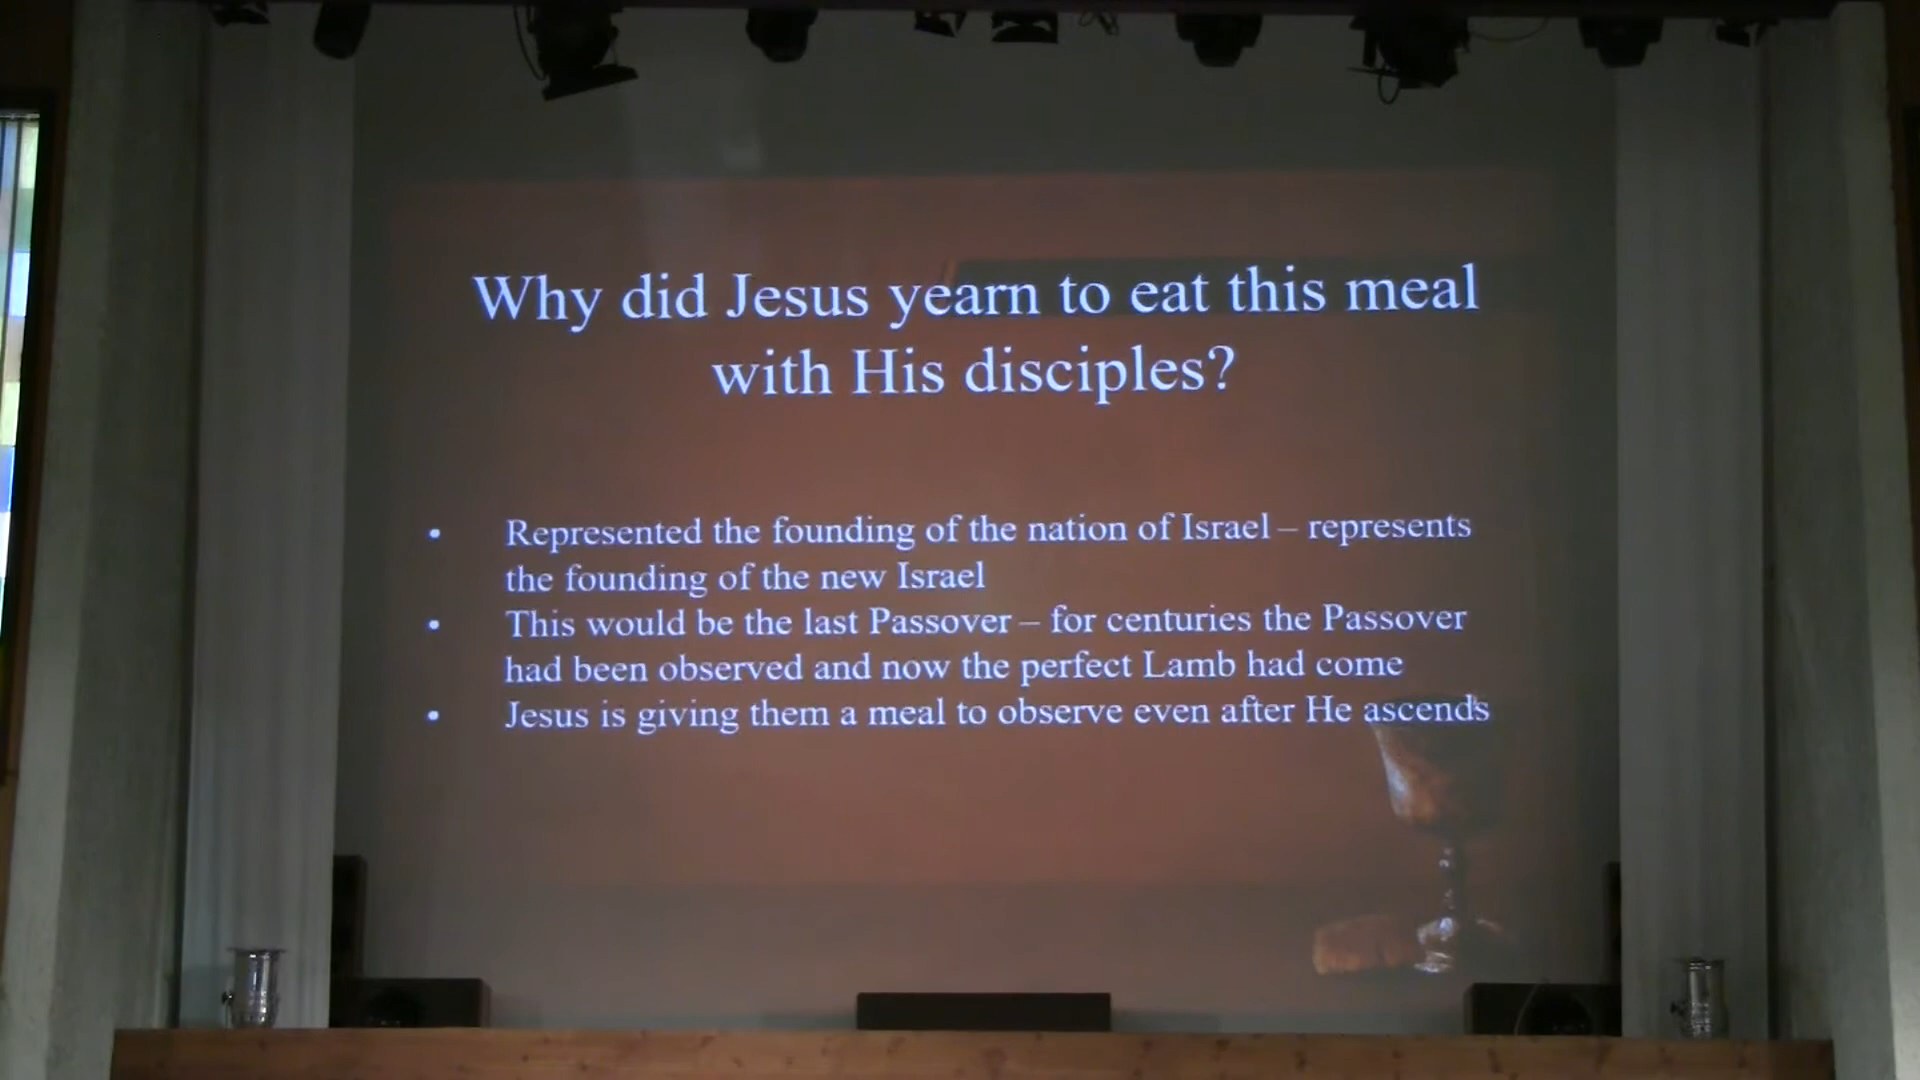 Why did Jesus yearn to eat this meal
with His disciples?
• Represented the founding of the nation of Israel – represents
the founding of the new Israel
• This would be the last Passover – for centuries the Passover
had been observed and now the perfect Lamb had come
• Jesus is giving them a meal to observe even after He ascends